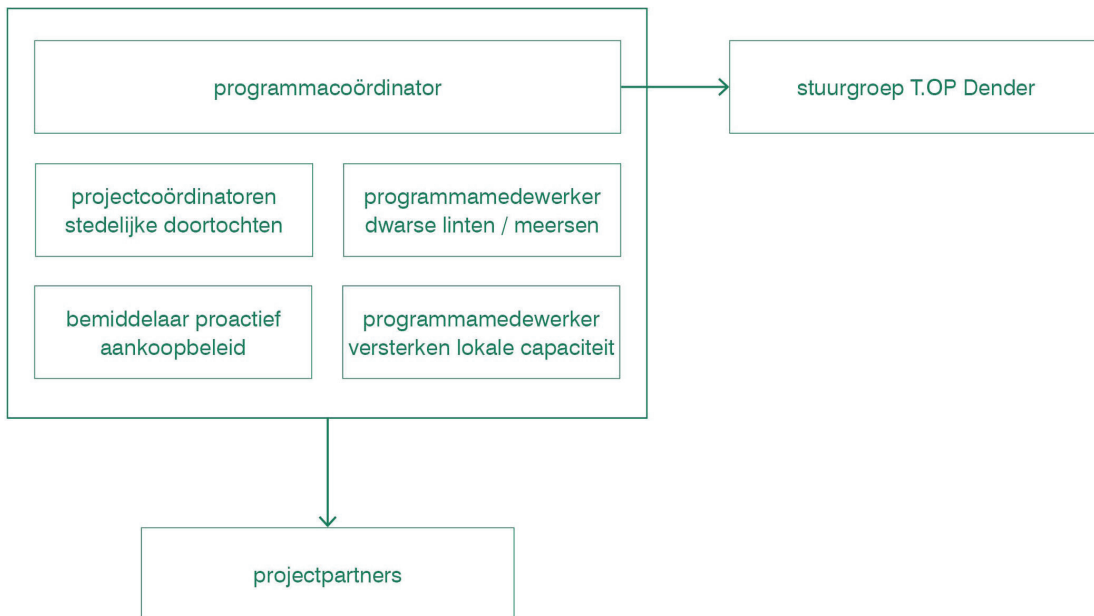 programmacoördinator
stuurgroep T.OP Dender
projectcoördinatoren
stedelijke doortochten
programmamedewerker
dwarse linten / meersen
bemiddelaar proactief
aankoopbeleid
programmamedewerker
versterken lokale capaciteit
projectpartners